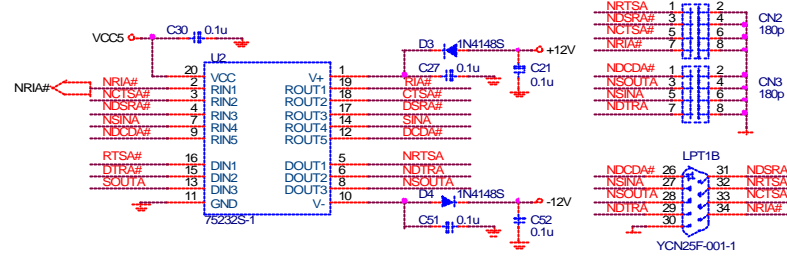 C30 0.1u
VCC5
U2
NRIA#
20 VCC V+ 1
NRIA# 2 RIN1 ROUT1 19 RIA#
NCTSA# 3 RIN2 ROUT2 18 CTSA#
NDSRA# 4 RIN3 ROUT3 17 DSRA#
NSINA 7 RIN4 ROUT4 14 SINA
NDCDA# 9 RIN5 ROUT5 12 DCDA#
RTSA# 16 DIN1 DOUT1 5 NRTSA
DTRA# 15 DIN2 DOUT2 6 NDTRA
SOUTA 13 DIN3 DOUT3 8 NSOUTA
11 GND V- 10
75232S-1
D3 1N4148S
+12V
C27 0.1u
C21
0.1u
D4 1N4148S
-12V
C51 0.1u
C52
0.1u
NRTSA 1 2
NDSRA# 3 4
NCTSA# 5 6
NRIA# 7 8
CN2
180p
NDCDA# 1 2
NSOUTA 3 4
NSINA 5 6
NDTRA 7 8
CN3
180p
LPT1B
NDCDA# 26 31 NDSRA
NSINA 27 32 NRTSA
NSOUTA 28 33 NCTSA
NDTRA 29 34 NRIA#
30
YCN25F-001-1